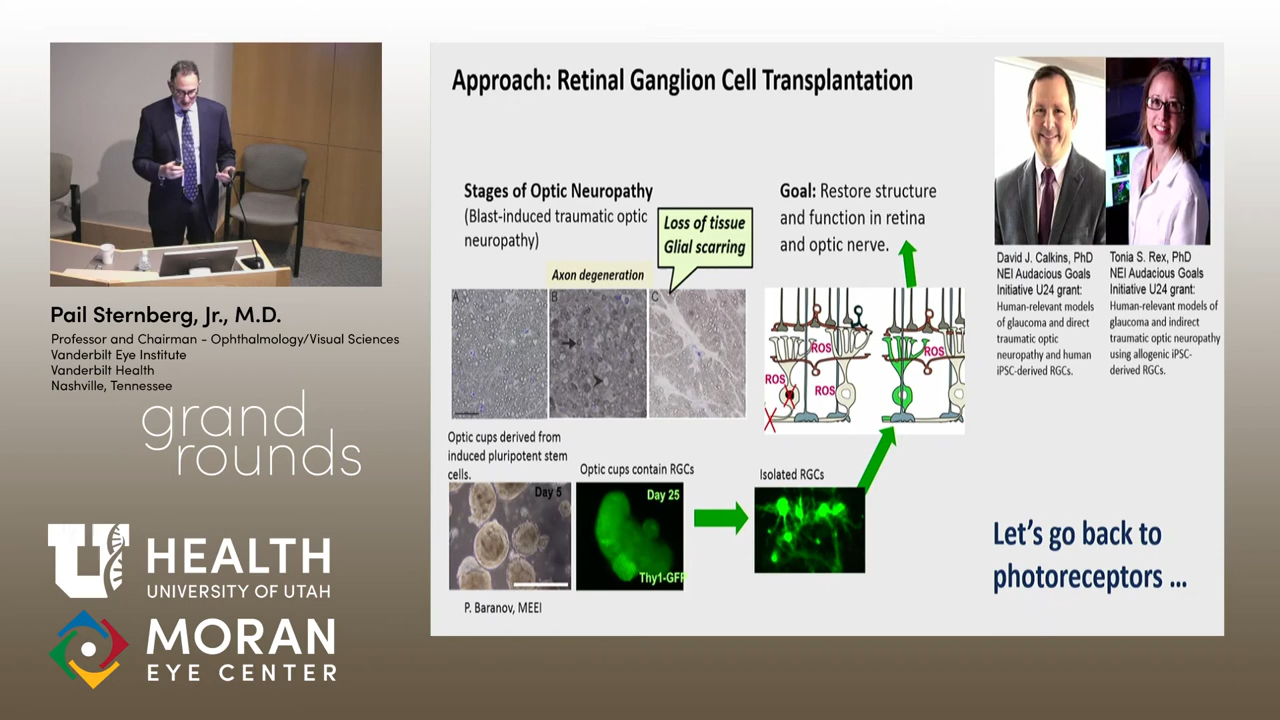 Approach: Retinal Ganglion Cell Transplantation
Stages of Optic Neuropathy
(Blast-induced traumatic optic
neuropathy)
Loss of tissue
Glial scarring
Axon degeneration
A
B
C
Goal: Restore structure
and function in retina
and optic nerve.
ROS
ROS
ROS
ROS
David J. Calkins, PhD
NEI Audacious Goals
Initiative U24 grant:
Human-relevant models
of glaucoma and direct
traumatic optic
neuropathy and human
iPSC-derived RGCs.
Tonia S. Rex, PhD
NEI Audacious Goals
Initiative U24 grant:
Human-relevant models of
glaucoma and indirect
traumatic optic neuropathy
using allogenic iPSC-
derived RGCs.
Optic cups derived from
induced pluripotent stem
cells.
Day 5
Optic cups contain RGCs
Day 25
Thy1-GFP
Isolated RGCs
P. Baranov, MEEI
Let's go back to
photoreceptors ...
Pail Sternberg, Jr., M.D.
Professor and Chairman - Ophthalmology/Visual Sciences
Vanderbilt Eye Institute
Vanderbilt Health
Nashville, Tennessee
grand
rounds
U HEALTH
UNIVERSITY OF UTAH
MORAN
EYE CENTER